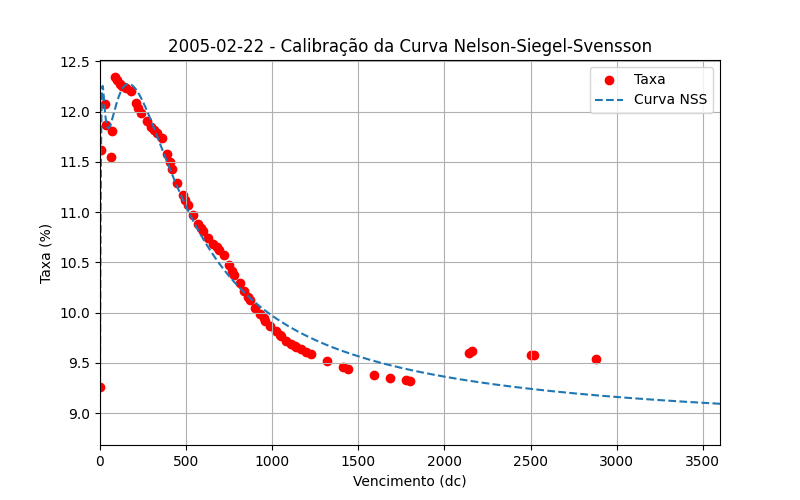 2005-02-22 - Calibração da Curva Nelson-Siegel-Svensson
12.5
12.0
11.5
11.0
10.5
10.0
9.5
9.0
Taxa (%)
Taxa
Curva NSS
0 500 1000 1500 2000 2500 3000 3500
Vencimento (dc)